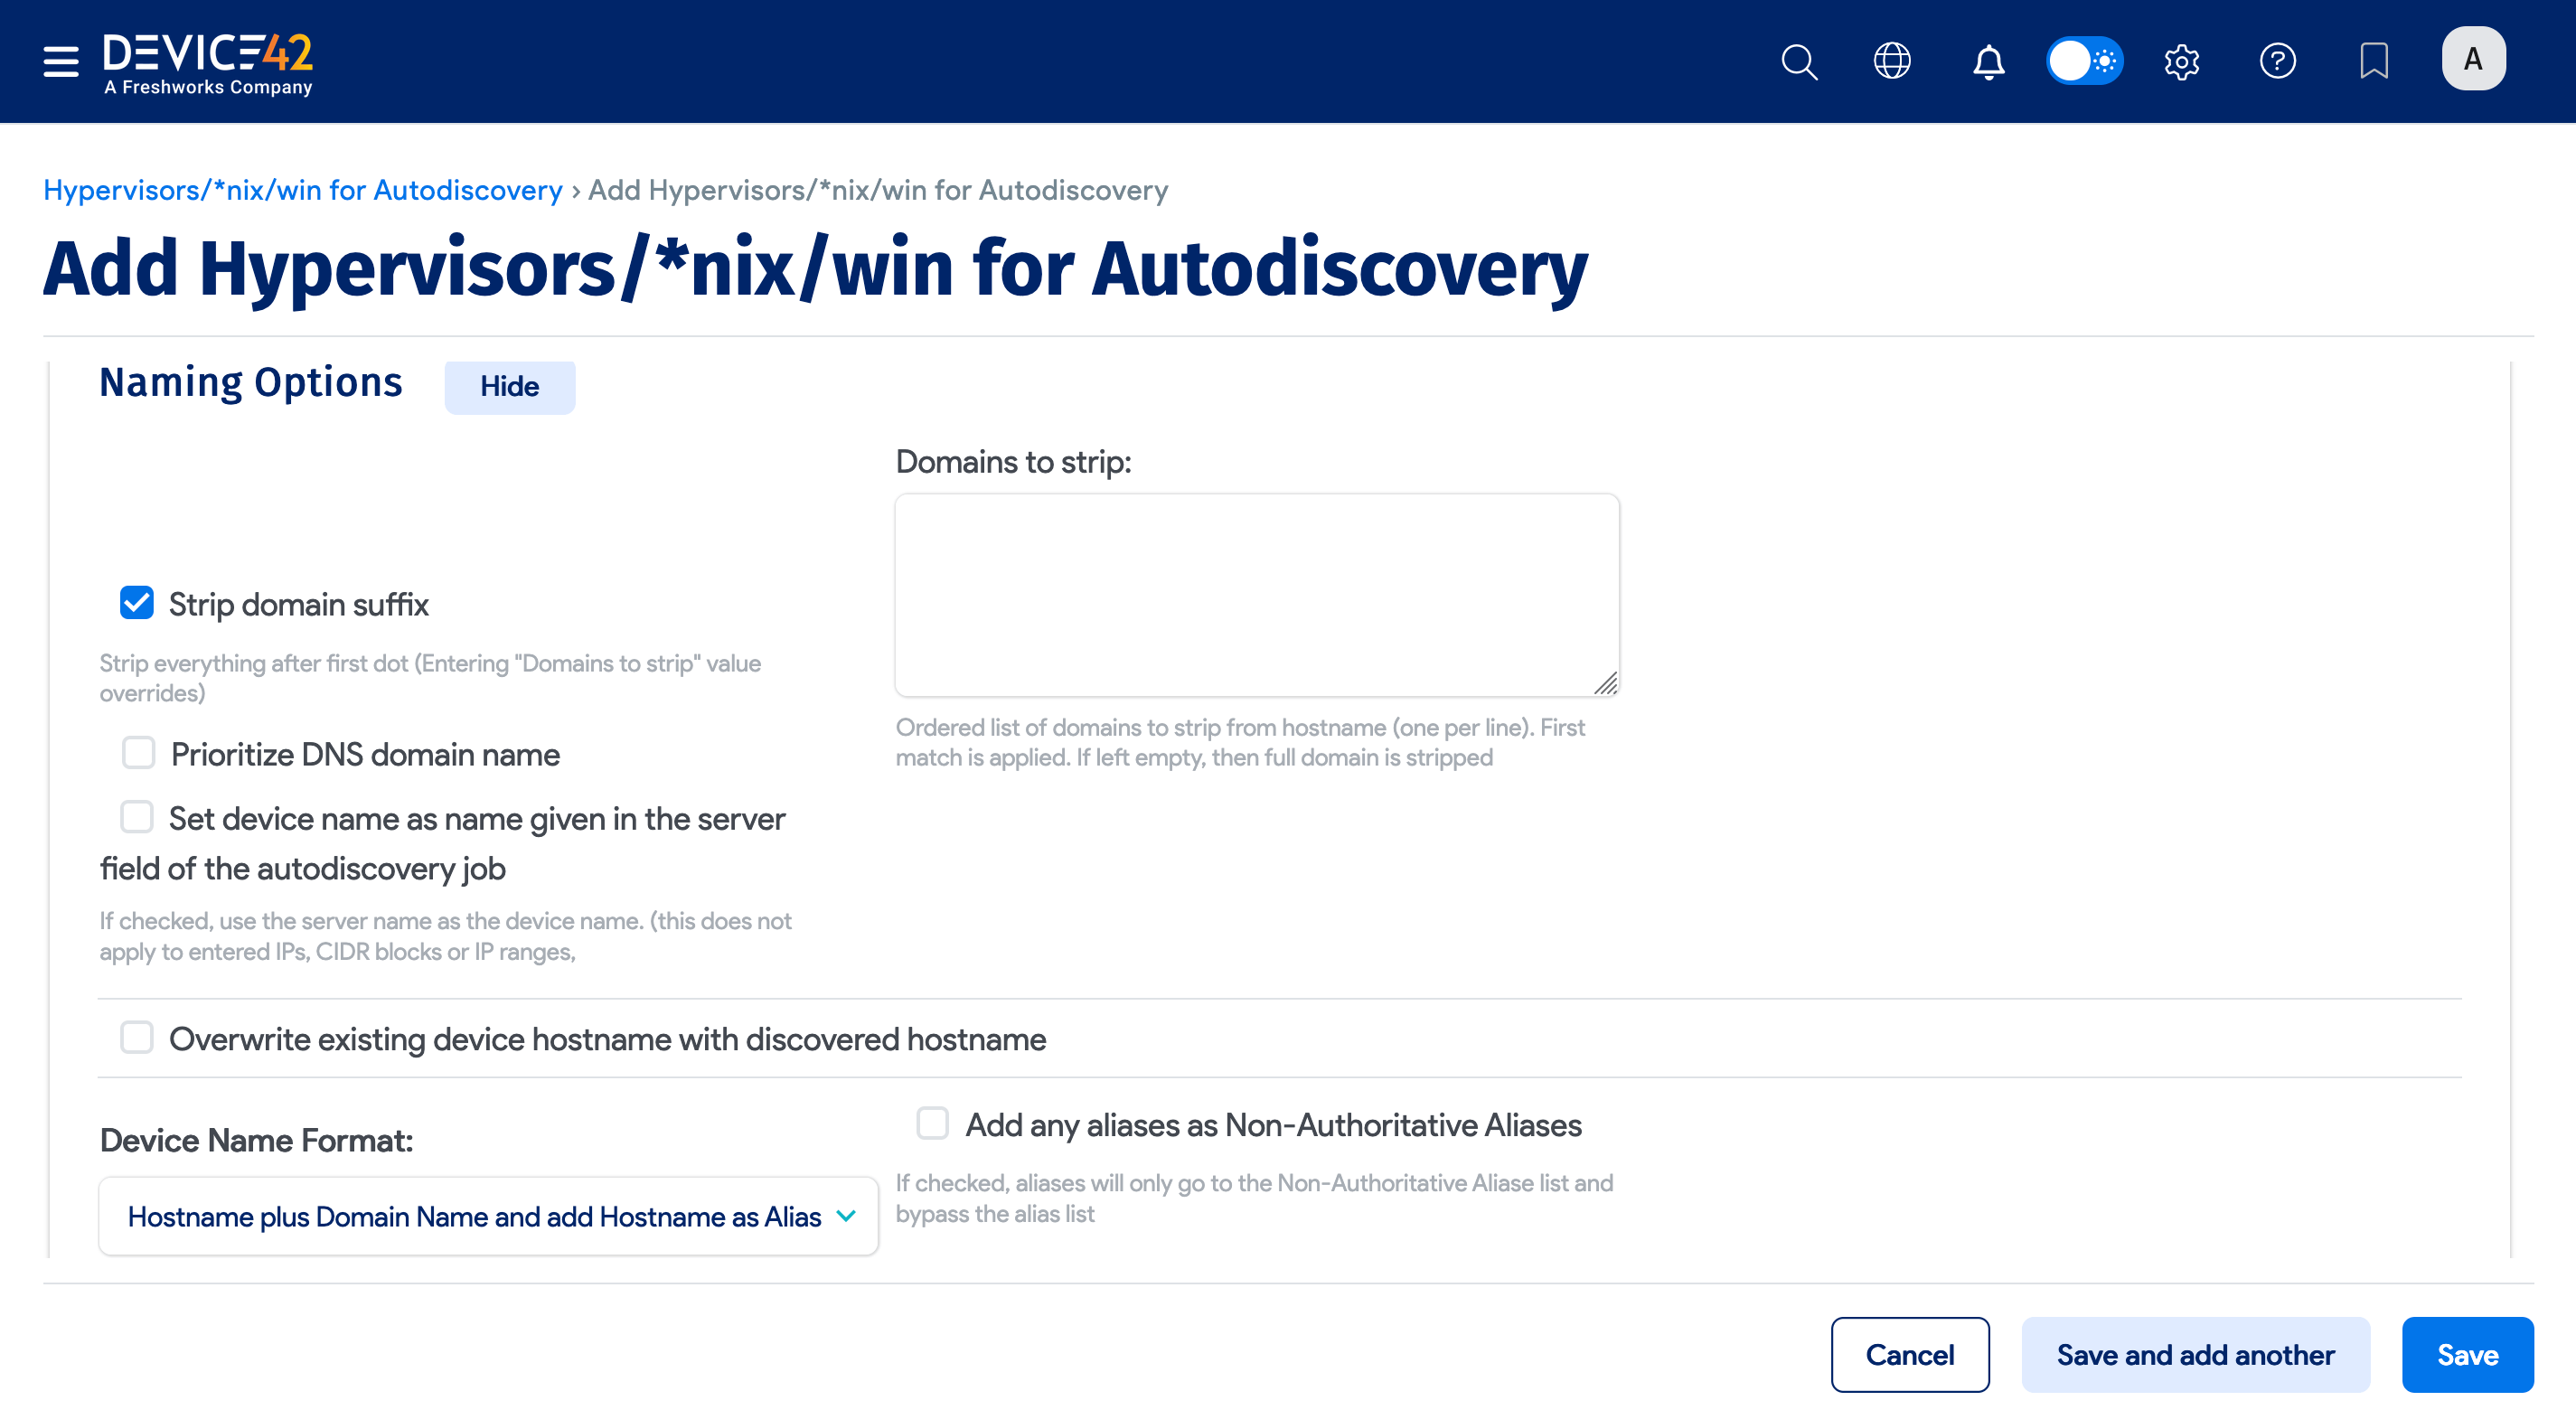 DEVICE42
A Freshworks Company
A
Hypervisors/*nix/win for Autodiscovery › Add Hypervisors/*nix/win for Autodiscovery
Add Hypervisors/*nix/win for Autodiscovery
Naming Options
Hide
Domains to strip:
Strip domain suffix
Strip everything after first dot (Entering "Domains to strip" value
overrides)
Ordered list of domains to strip from hostname (one per line). First
match is applied. If left empty, then full domain is stripped
Prioritize DNS domain name
Set device name as name given in the server
field of the autodiscovery job
If checked, use the server name as the device name. (this does not
apply to entered IPs, CIDR blocks or IP ranges,
Overwrite existing device hostname with discovered hostname
Device Name Format:
Hostname plus Domain Name and add Hostname as Alias
Add any aliases as Non-Authoritative Aliases
If checked, aliases will only go to the Non-Authoritative Aliase list and
bypass the alias list
Cancel
Save and add another
Save